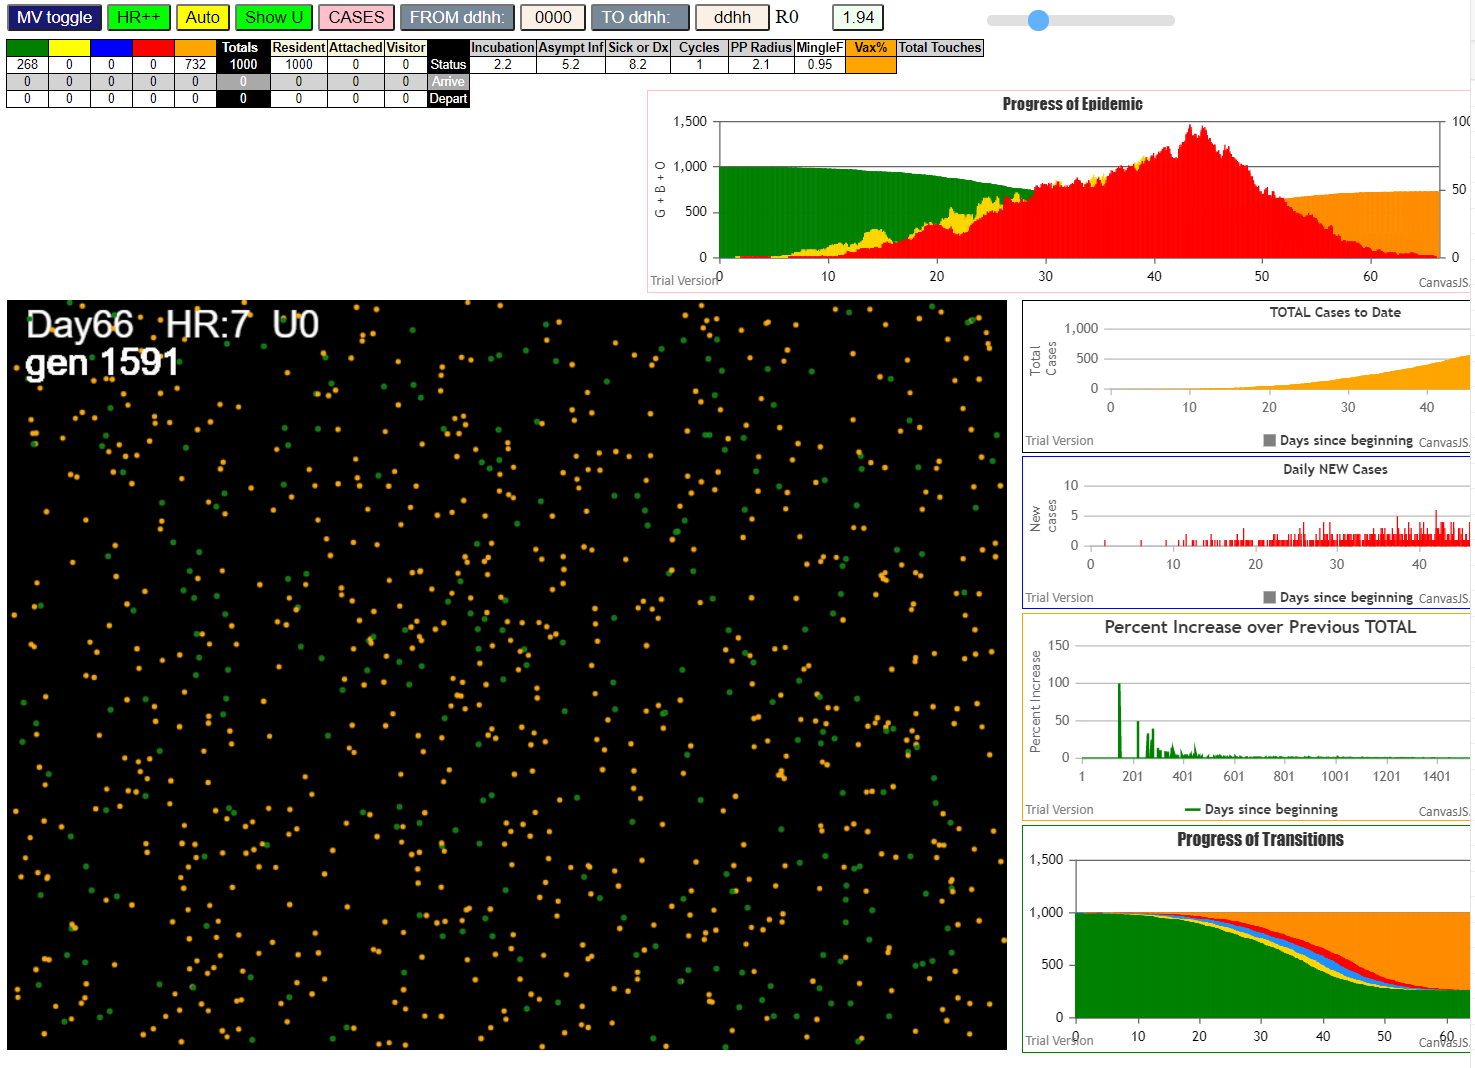 MV toggle HR++ Auto Show U CASES FROM ddhh: 0000 TO ddhh: ddhh R0 1.94
Totals Resident Attached Visitor Incubation Asympt Inf Sick or Dx Cycles PP Radius MingleF Vax% Total Touches
268 0 0 0 732 1000 1000 0 0 Status 2.2 5.2 8.2 1 2.1 0.95
0 0 0 0 0 0 0 0 0 Arrive
0 0 0 0 0 0 0 0 0 Depart
Progress of Epidemic
1,500
1,000
500
0
G + B + O
100
50
0
0 10 20 30 40 50 60
Trial Version
CanvasJS.
Day66 HR:7 U0
gen 1591
TOTAL Cases to Date
Total
Cases
1,000
500
0
0 10 20 30 40
Days since beginning
Trial Version
CanvasJS.
Daily NEW Cases
New
cases
10
5
0
0 10 20 30 40
Days since beginning
Trial Version
CanvasJS.
Percent Increase over Previous TOTAL
Percent Increase
150
100
50
0
1 201 401 601 801 1001 1201 1401
Days since beginning
Trial Version
CanvasJS.
Progress of Transitions
1,500
1,000
500
0
0 10 20 30 40 50 60
Trial Version
CanvasJS.